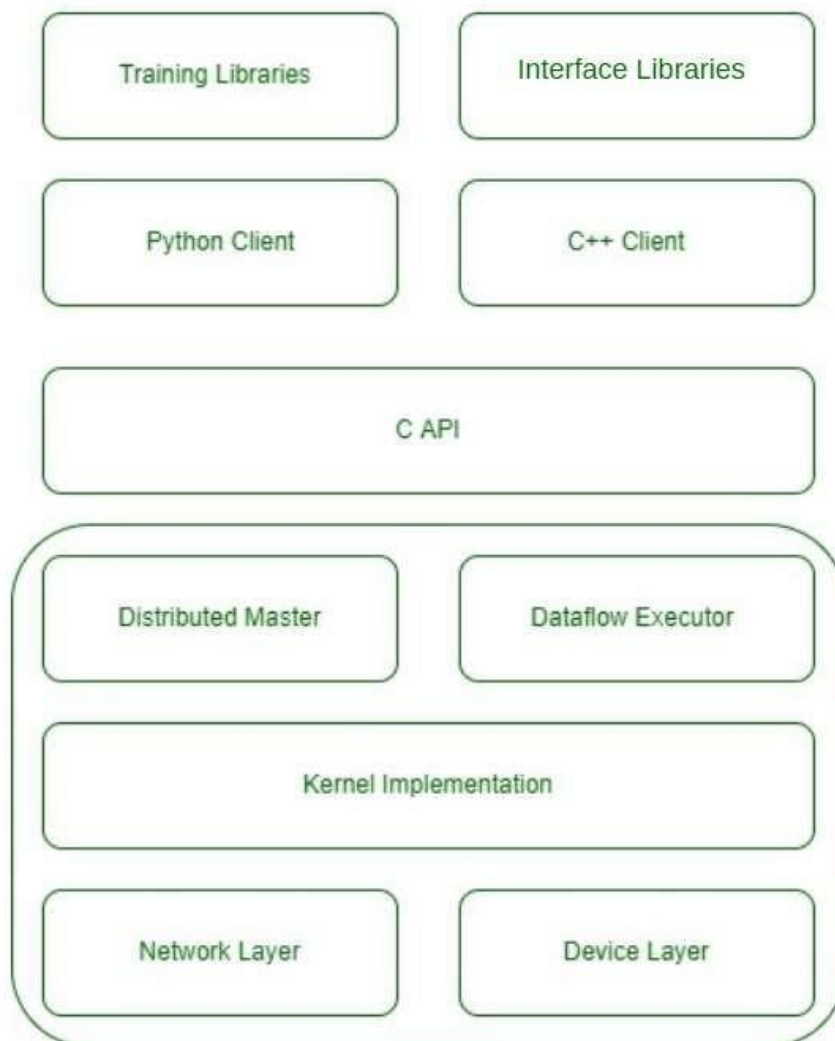 Training Libraries
Interface Libraries
Python Client
C++ Client
C API
Distributed Master
Dataflow Executor
Kernel Implementation
Network Layer
Device Layer